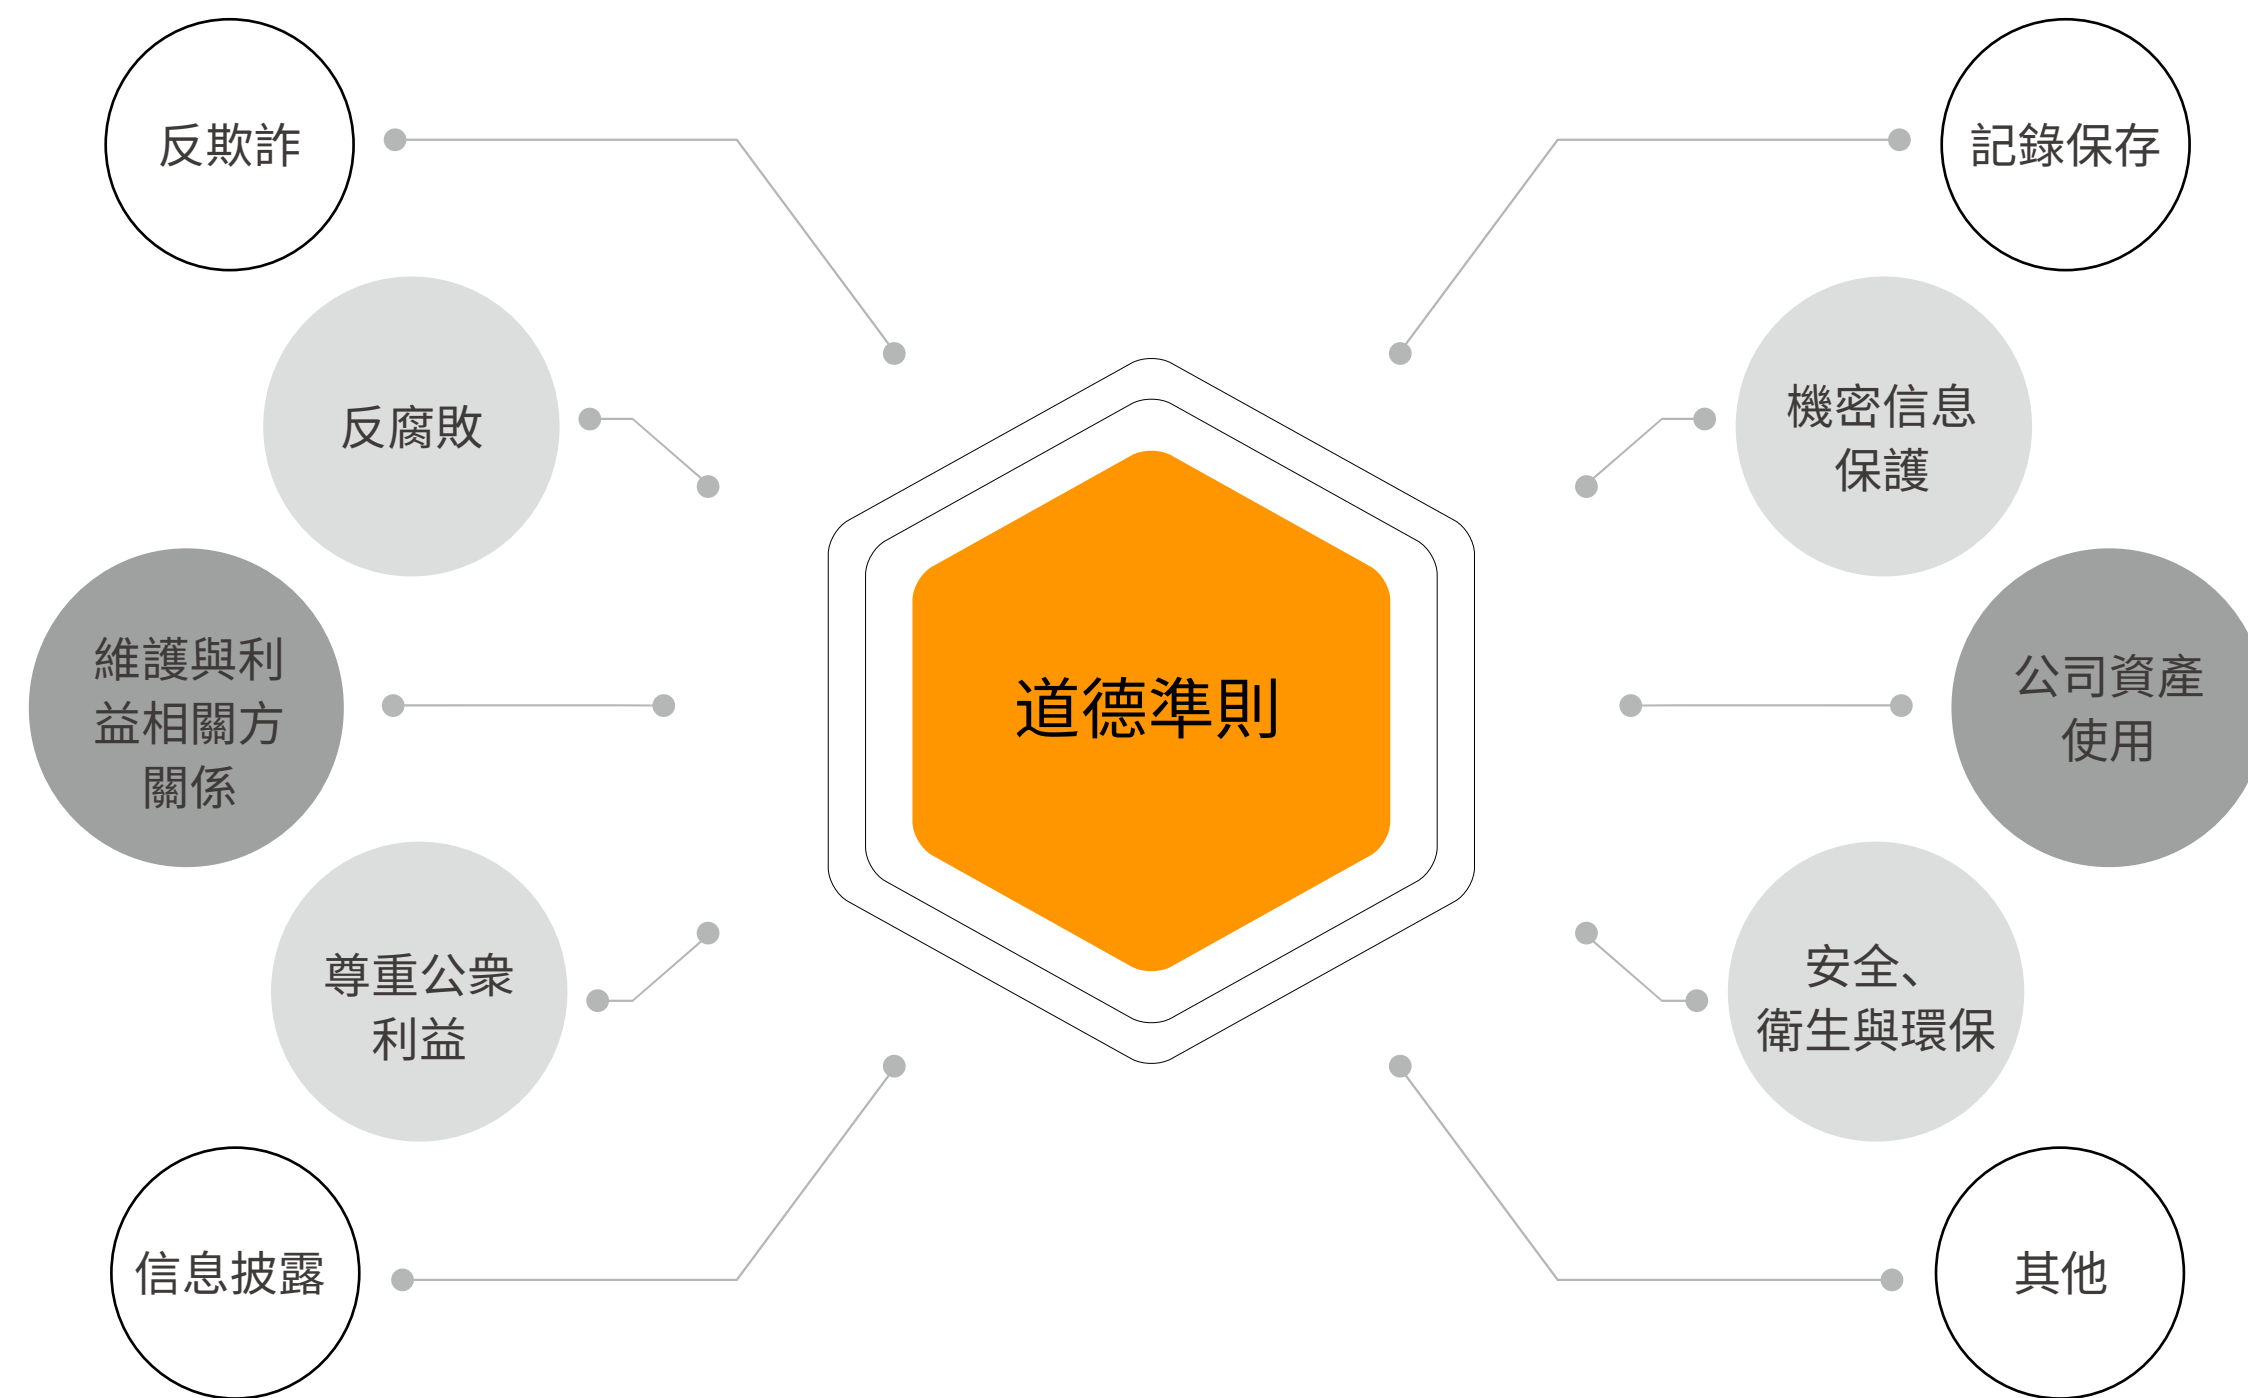 反欺詐
記錄保存
反腐敗
機密信息
保護
維護與利
益相關方
關係
道德準則
公司資產
使用
尊重公衆
利益
安全、
衛生與環保
信息披露
其他